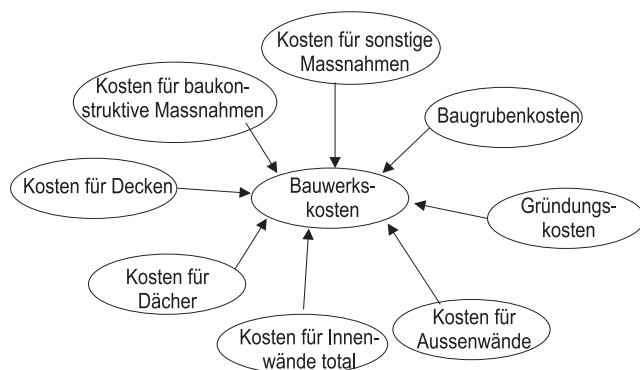 Kosten für sonstige
Massnahmen
Kosten für baukon-
struktive Massnahmen
Baugrubenkosten
Kosten für Decken
Bauwerks-
kosten
Gründungs-
kosten
Kosten für
Dächer
Kosten für Innen-
wände total
Kosten für
Aussenwände